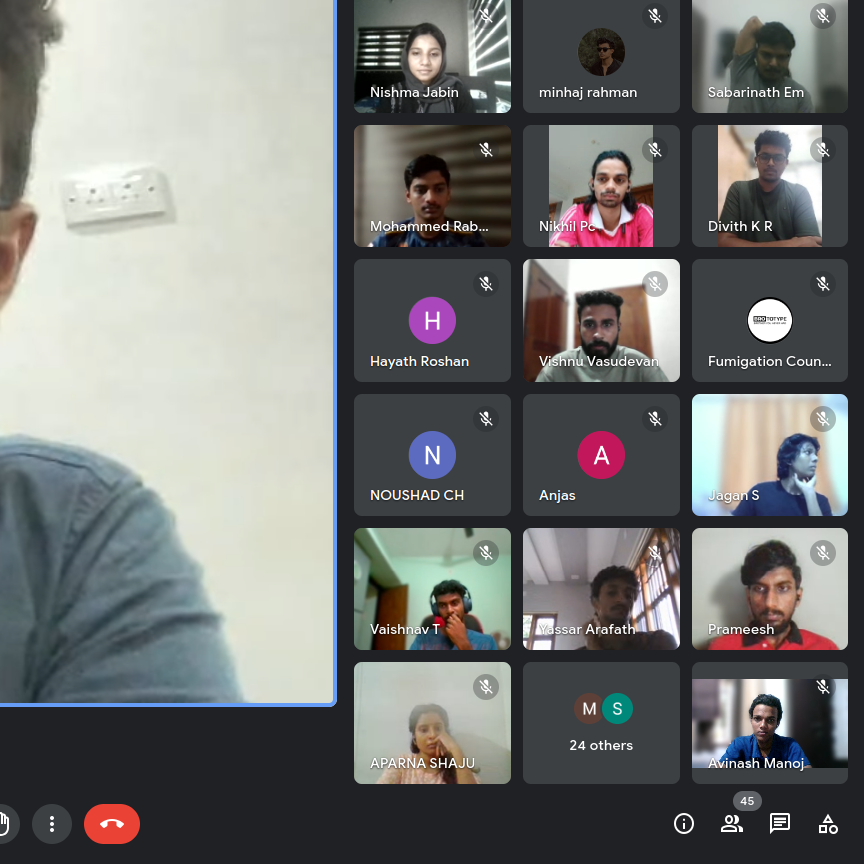 Nishma Jabin
minhaj rahman
Sabarinath Em
Mohammed Rab...
Nikhil Pc
Divith K R
H
Hayath Roshan
Vishnu Vasudevan
BROTOTYPE
Fumigation Coun...
N
NOUSHAD CH
A
Anjas
Jagan S
Vaishnav T
Yassar Arafath
Prameesh
APARNA SHAJU
M S
24 others
Avinash Manoj
45